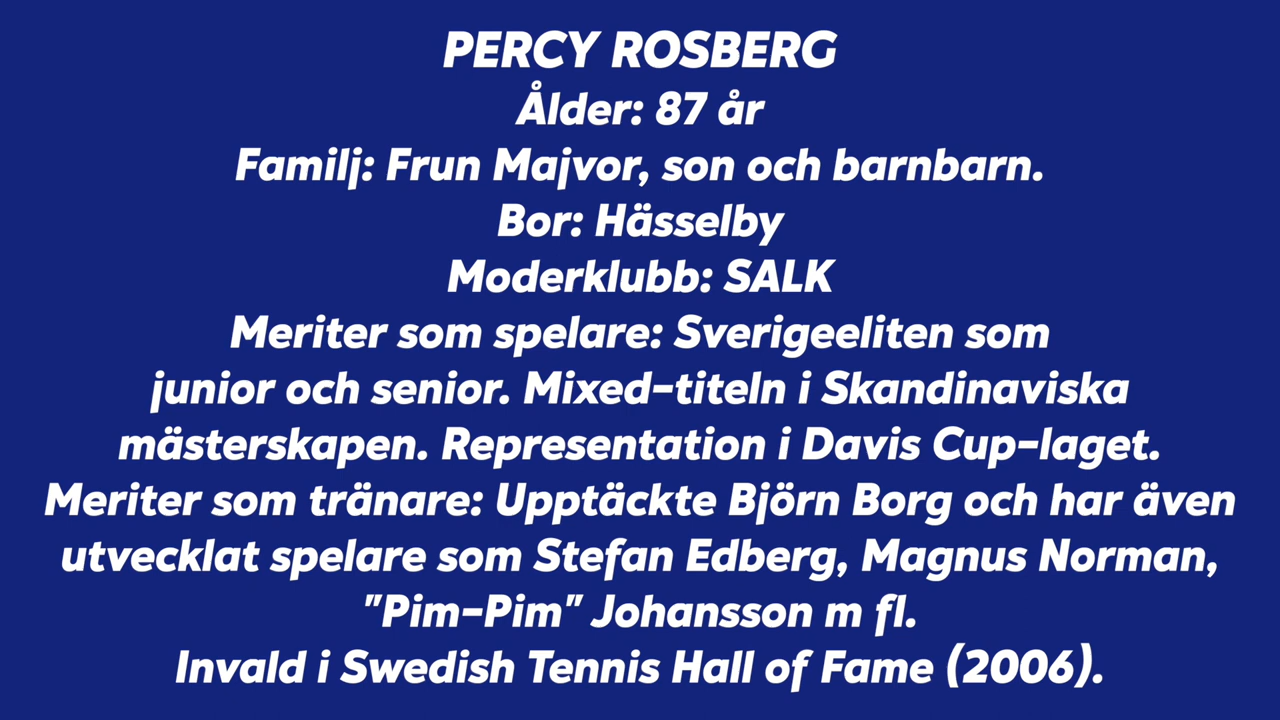 PERCY ROSBERG
Ålder: 87 år
Familj: Frun Majvor, son och barnbarn.
Bor: Hässelby
Moderklubb: SALK
Meriter som spelare: Sverigeeliten som
junior och senior. Mixed-titeln i Skandinaviska
mästerskapen. Representation i Davis Cup-laget.
Meriter som tränare: Upptäckte Björn Borg och har även
utvecklat spelare som Stefan Edberg, Magnus Norman,
"Pim-Pim" Johansson m fl.
Invald i Swedish Tennis Hall of Fame (2006).